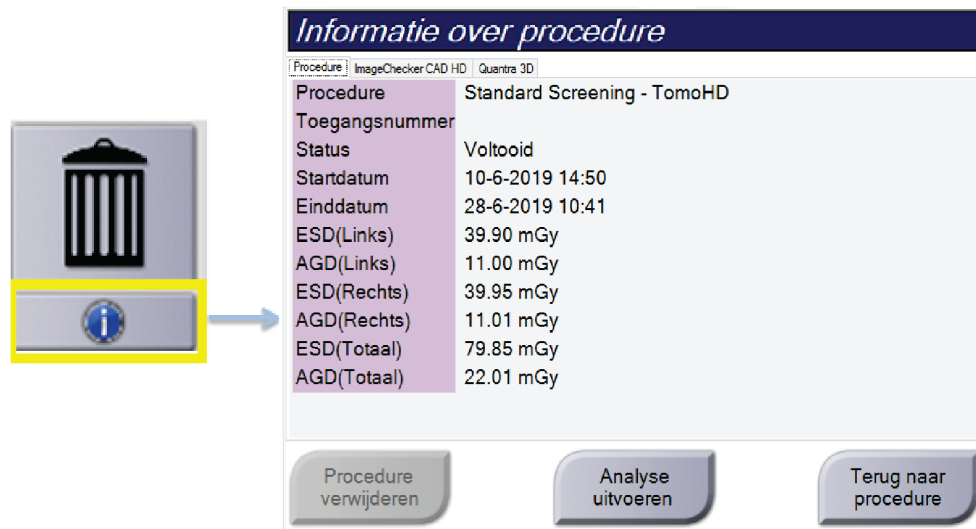 Informatie over procedure
Procedure ImageChecker CAD HD Quantra 3D
Procedure Standard Screening - TomoHD
Toegangsnummer
Status Voltooid
Startdatum 10-6-2019 14:50
Einddatum 28-6-2019 10:41
ESD(Links) 39.90 mGy
AGD(Links) 11.00 mGy
ESD(Rechts) 39.95 mGy
AGD(Rechts) 11.01 mGy
ESD(Totaal) 79.85 mGy
AGD(Totaal) 22.01 mGy
Procedure
verwijderen
Analyse
uitvoeren
Terug naar
procedure